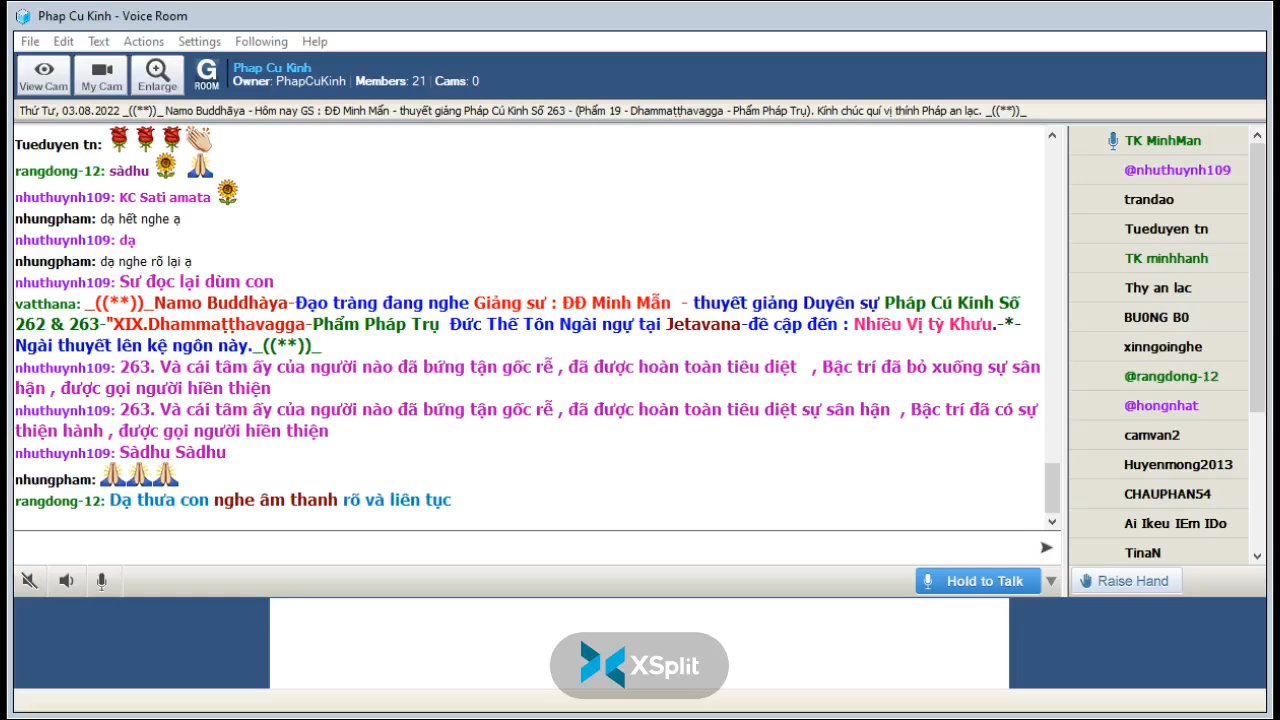 Phap Cu Kinh - Voice Room
File Edit Text Actions Settings Following Help
View Cam My Cam Enlarge G ROOM
Phap Cu Kinh
Owner: PhapCuKinh | Members: 21 | Cams: 0
Thứ Tư, 03.08.2022 _((**))_ Namo Buddhāya - Hôm nay GS : ĐĐ Minh Mẫn - thuyết giảng Pháp Cú Kinh Số 263 - (Phẩm 19 - Dhammaṭṭhavagga - Phẩm Pháp Trụ). Kính chúc quí vị thính Pháp an lạc. _((**))_
Tueduyen tn:
rangdong-12: sàdhu
nhuthuynh109: KC Sati amata
nhungpham: dạ hết nghe ạ
nhuthuynh109: dạ
nhungpham: dạ nghe rõ lại ạ
nhuthuynh109: Sư đọc lại dùm con
vatthana: _((**))_Namo Buddhàya-Đạo tràng đang nghe Giảng sư : ĐĐ Minh Mẫn - thuyết giảng Duyên sự Pháp Cú Kinh Số
262 & 263-"XIX.Dhammaṭṭhavagga-Phẩm Pháp Trụ Đức Thế Tôn Ngài ngự tại Jetavana-đề cập đến : Nhiều Vị tỳ Khưu.-*-
Ngài thuyết lên kệ ngôn này._((**))_
nhuthuynh109: 263. Và cái tâm ấy của người nào đã bứng tận gốc rễ , đã được hoàn toàn tiêu diệt , Bậc trí đã bỏ xuống sự sân
hận , được gọi người hiền thiện
nhuthuynh109: 263. Và cái tâm ấy của người nào đã bứng tận gốc rễ , đã được hoàn toàn tiêu diệt sự sân hận , Bậc trí đã có sự
thiện hành , được gọi người hiền thiện
nhuthuynh109: Sàdhu Sàdhu
nhungpham:
rangdong-12: Dạ thưa con nghe âm thanh rõ và liên tục
TK MinhMan
@nhuthuynh109
trandao
Tueduyen tn
TK minhhanh
Thy an lac
BU0NG B0
xinngoinghe
@rangdong-12
@hongnhat
camvan2
Huyenmong2013
CHAUPHAN54
Ai Ikeu IEm IDo
TinaN
Hold to Talk
Raise Hand
XSplit